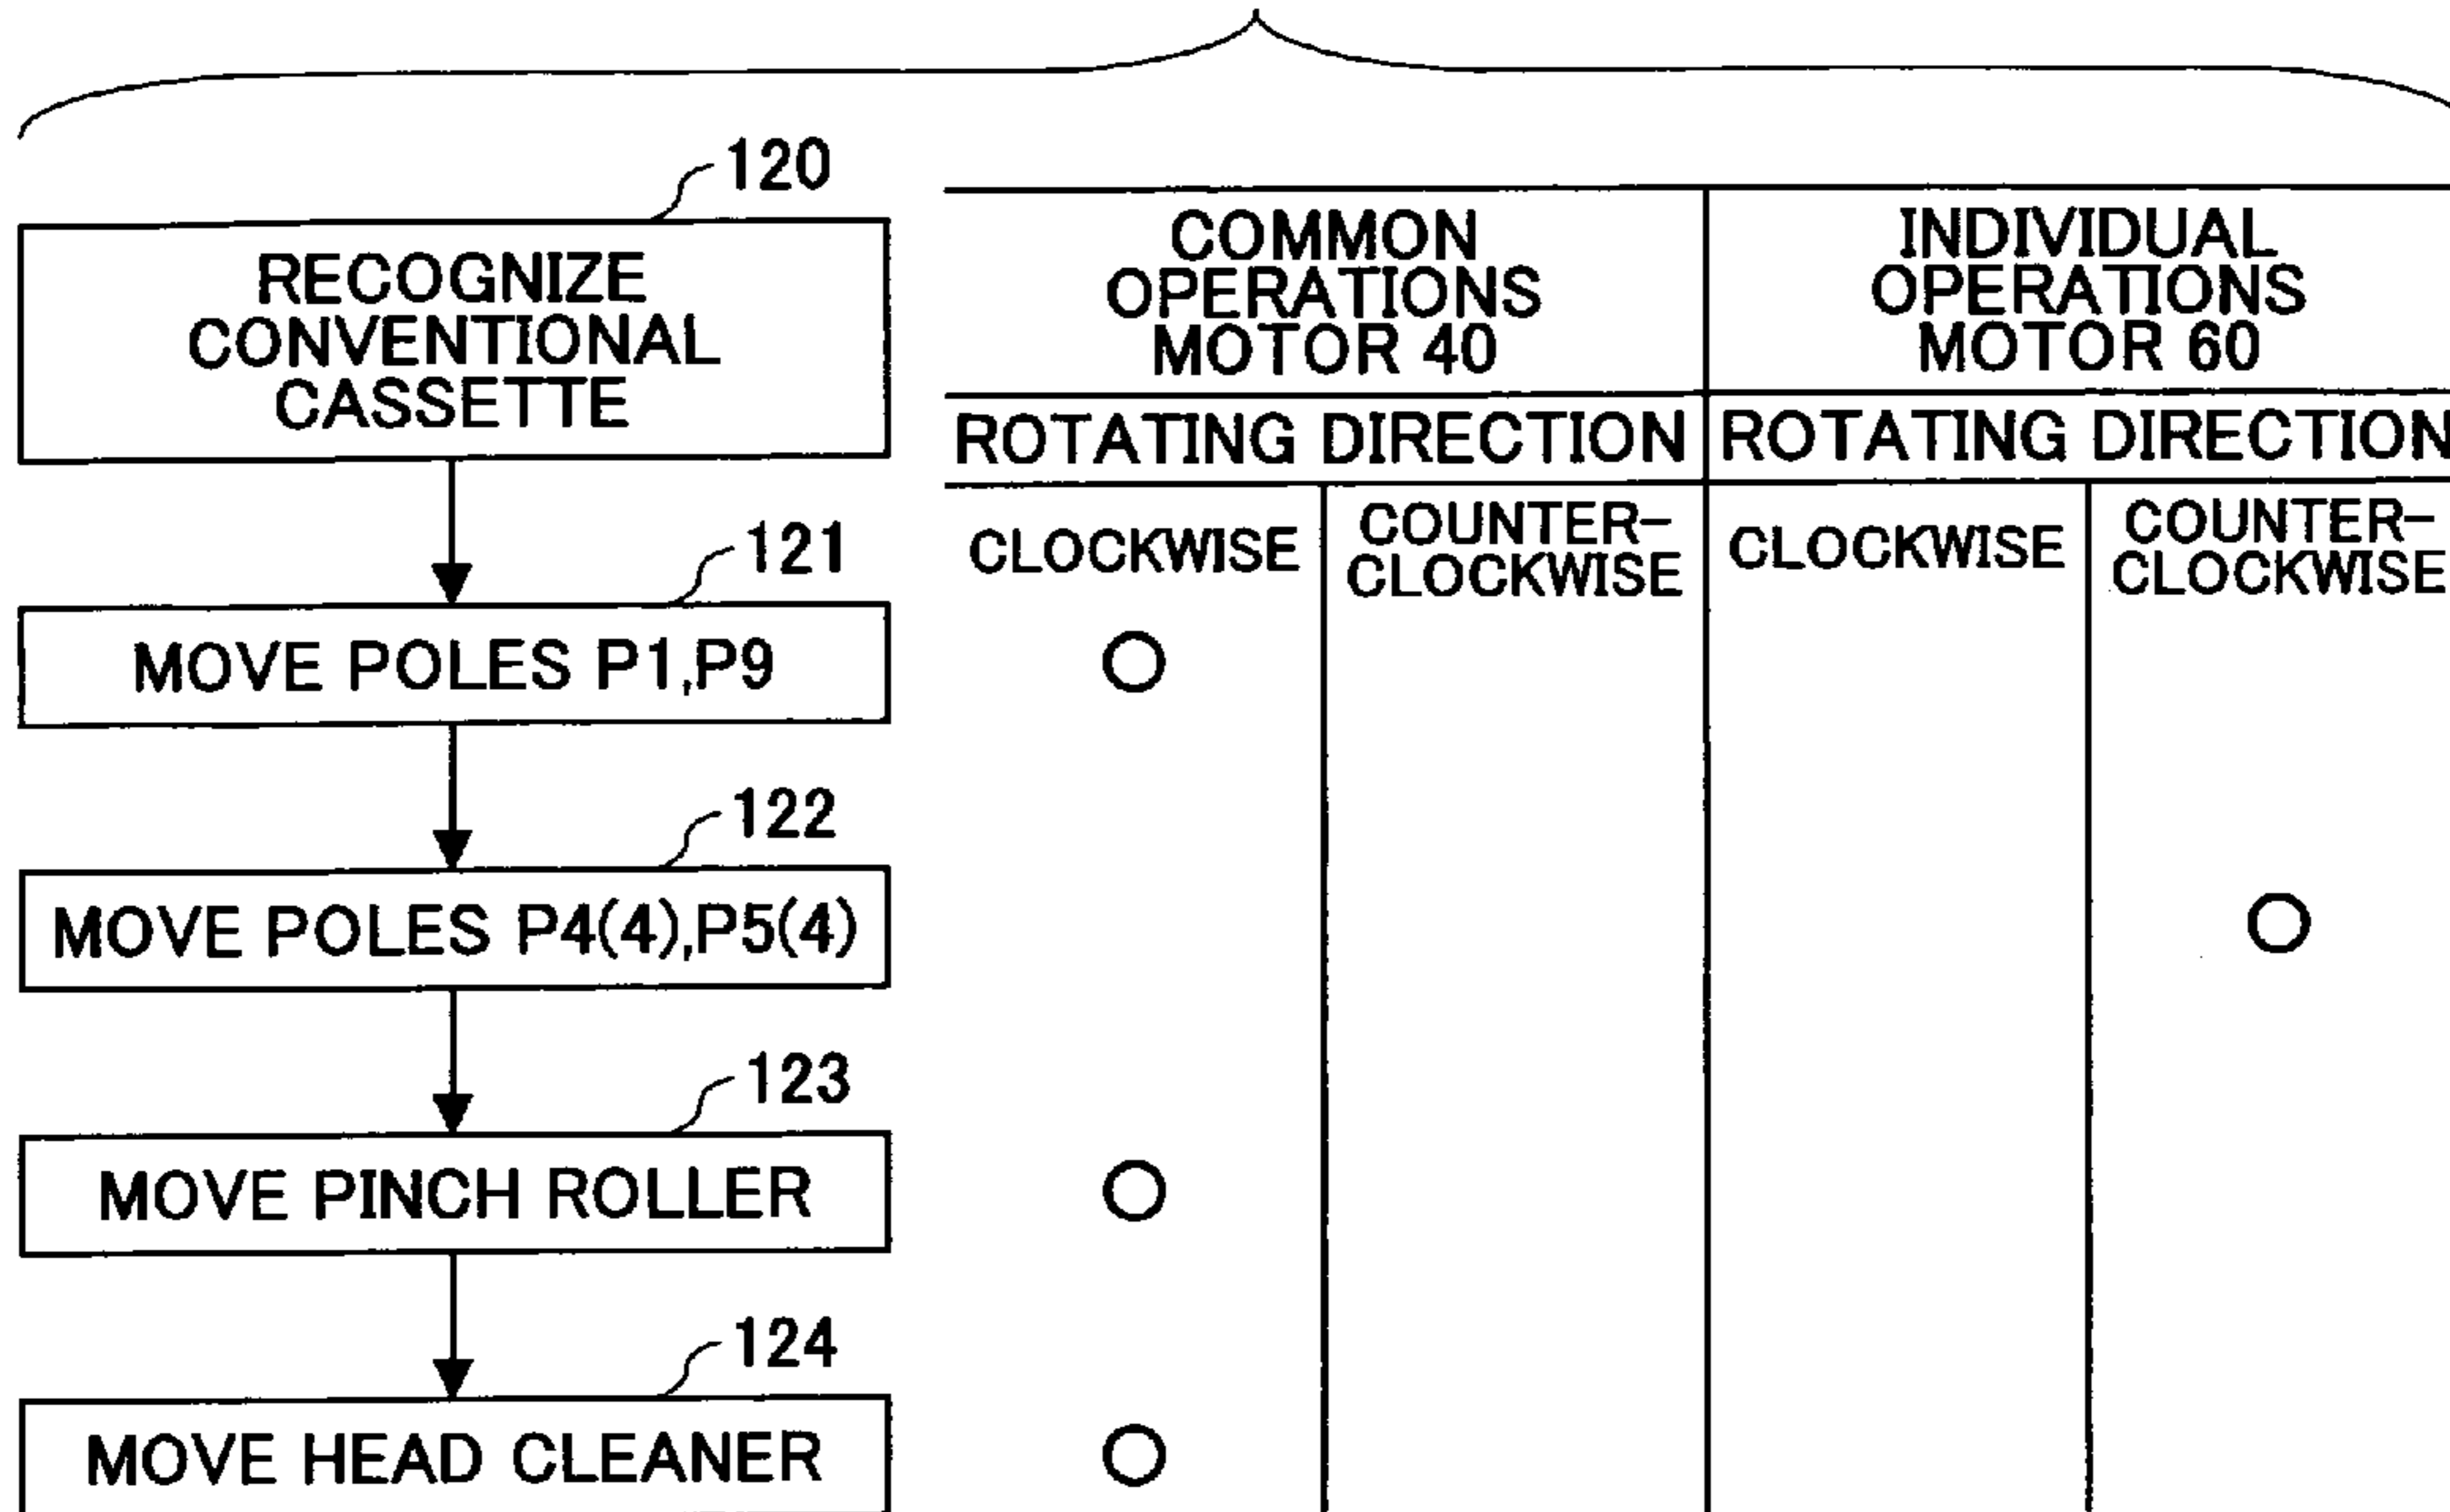 120
RECOGNIZE
CONVENTIONAL
CASSETTE
121
MOVE POLES P1,P9
122
MOVE POLES P4(4),P5(4)
123
MOVE PINCH ROLLER
124
MOVE HEAD CLEANER
COMMON
OPERATIONS
MOTOR 40
INDIVIDUAL
OPERATIONS
MOTOR 60
ROTATING DIRECTION
ROTATING DIRECTION
CLOCKWISE
COUNTER-
CLOCKWISE
CLOCKWISE
COUNTER-
CLOCKWISE